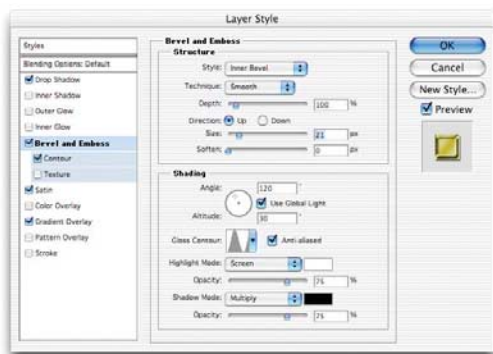 Layer Style
Styles
Blending Options: Default
Drop Shadow
Inner Shadow
Outer Glow
Inner Glow
Bevel and Emboss
Contour
Texture
Satin
Color Overlay
Gradient Overlay
Pattern Overlay
Stroke
Bevel and Emboss
Structure
Style: Inner Bevel
Technique: Smooth
Depth: 100 %
Direction: Up Down
Size: 21 px
Soften: 0 px
Shading
Angle: 120 °
Use Global Light
Altitude: 30 °
Gloss Contour: Anti-aliased
Highlight Mode: Screen
Opacity: 75 %
Shadow Mode: Multiply
Opacity: 75 %
OK
Cancel
New Style...
Preview